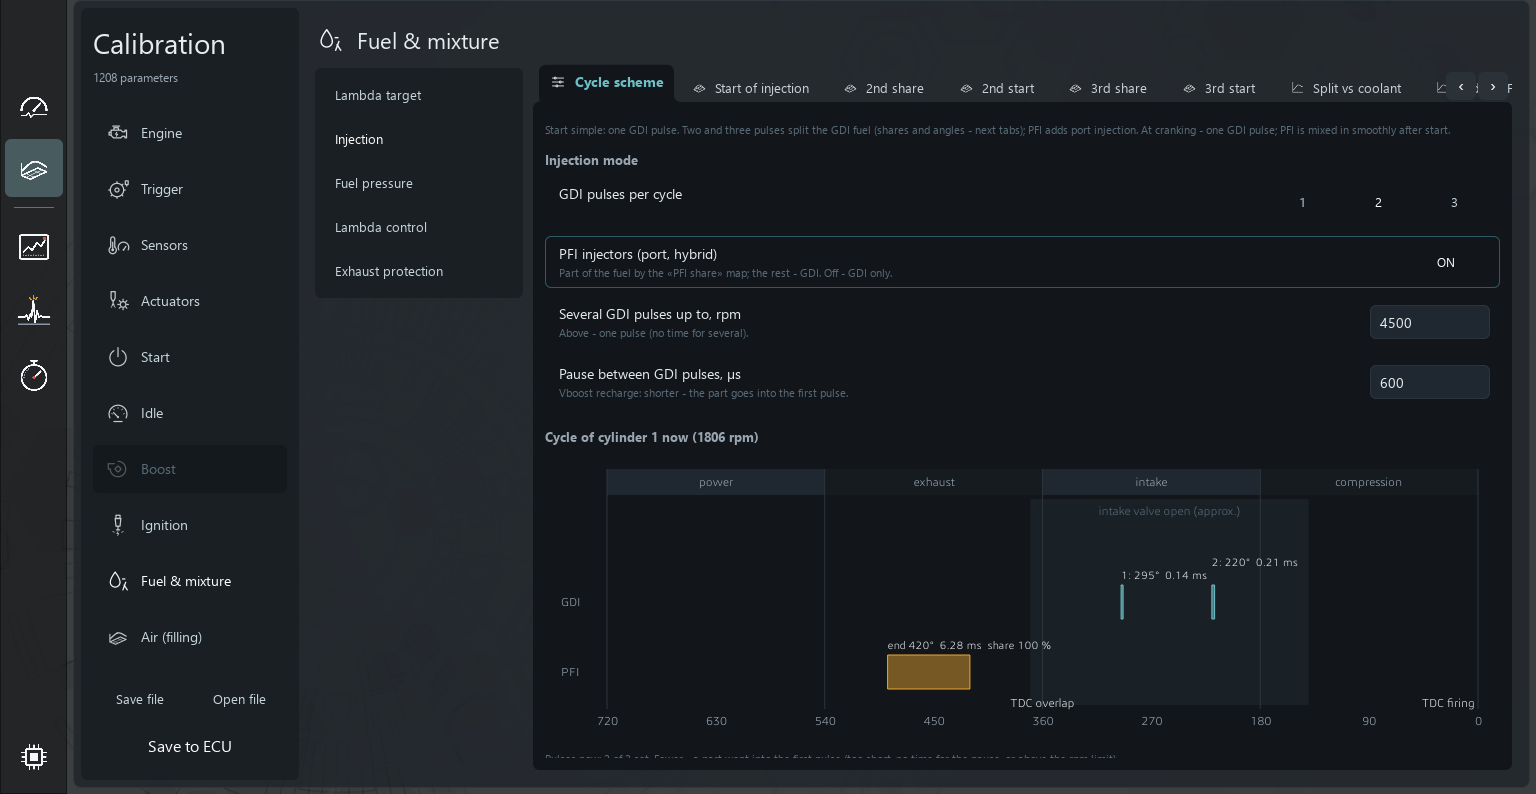 Calibration
1208 parameters
Engine
Trigger
Sensors
Actuators
Start
Idle
Boost
Ignition
Fuel & mixture
Air (filling)
Save file
Open file
Save to ECU
Fuel & mixture
Lambda target
Injection
Fuel pressure
Lambda control
Exhaust protection
Cycle scheme
Start of injection
2nd share
2nd start
3rd share
3rd start
Split vs coolant
Start simple: one GDI pulse. Two and three pulses split the GDI fuel (shares and angles - next tabs); PFI adds port injection. At cranking - one GDI pulse; PFI is mixed in smoothly after start.
Injection mode
GDI pulses per cycle
1 2 3
PFI injectors (port, hybrid)
Part of the fuel by the «PFI share» map; the rest - GDI. Off - GDI only.
ON
Several GDI pulses up to, rpm
Above - one pulse (no time for several).
4500
Pause between GDI pulses, µs
Vboost recharge: shorter - the part goes into the first pulse.
600
Cycle of cylinder 1 now (1806 rpm)
power exhaust intake compression
intake valve open (approx.)
2: 220° 0.21 ms
1: 295° 0.14 ms
GDI
end 420° 6.28 ms share 100 %
PFI
TDC overlap
TDC firing
720 630 540 450 360 270 180 90 0